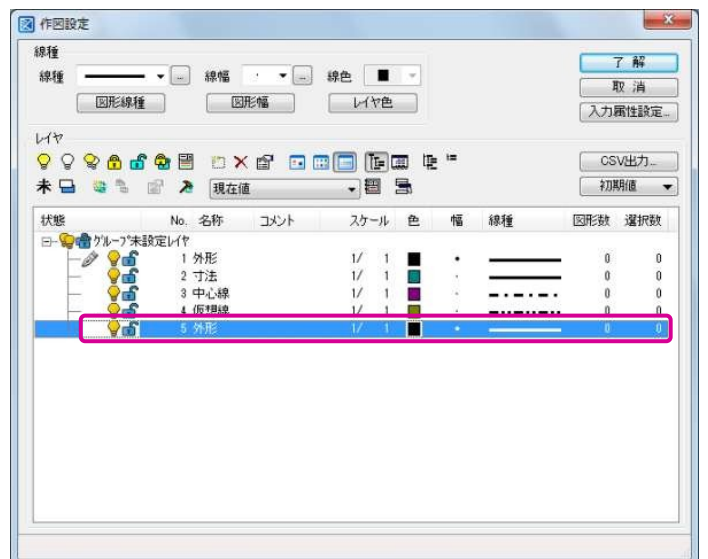 作図設定
線種
線種 線幅 線色
図形線種 図形幅 レイヤ色
了 解
取 消
入力属性設定...
レイヤ
CSV出力...
未 現在値 初期値
状態 No. 名称 コメント スケール 色 幅 線種 図形数 選択数
グループ未設定レイヤ
1 外形 1/ 1 0 0
2 寸法 1/ 1 0 0
3 中心線 1/ 1 0 0
4 仮想線 1/ 1 0 0
5 外形 1/ 1 0 0